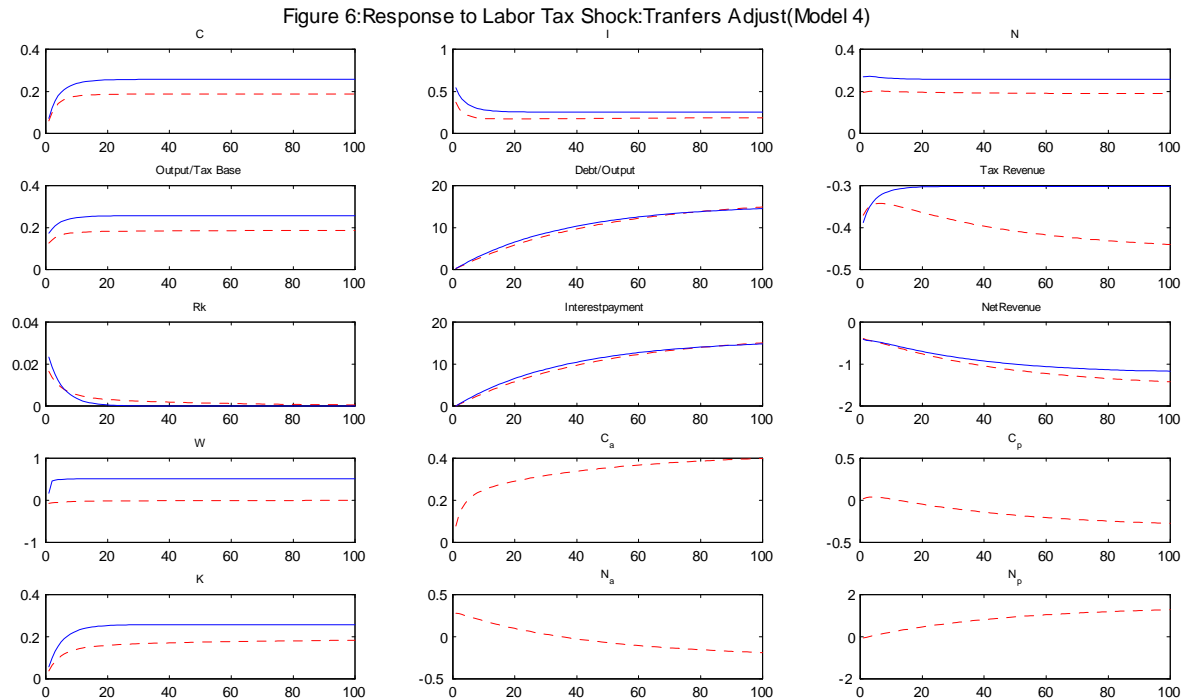 Figure 6:Response to Labor Tax Shock:Tranfers Adjust(Model 4)
C
I
N
0.4
0.2
0
0 20 40 60 80 100
1
0.5
0
0 20 40 60 80 100
0.4
0.2
0
0 20 40 60 80 100
Output/Tax Base
Debt/Output
Tax Revenue
0.4
0.2
0
0 20 40 60 80 100
20
10
0
0 20 40 60 80 100
-0.3
-0.4
-0.5
0 20 40 60 80 100
Rk
Interestpayment
NetRevenue
0.04
0.02
0
0 20 40 60 80 100
20
10
0
0 20 40 60 80 100
0
-1
-2
0 20 40 60 80 100
W
C_a
C_p
1
0
-1
0 20 40 60 80 100
0.4
0.2
0
0 20 40 60 80 100
0.5
0
-0.5
0 20 40 60 80 100
K
N_a
N_p
0.4
0.2
0
0 20 40 60 80 100
0.5
0
-0.5
0 20 40 60 80 100
2
0
-2
0 20 40 60 80 100